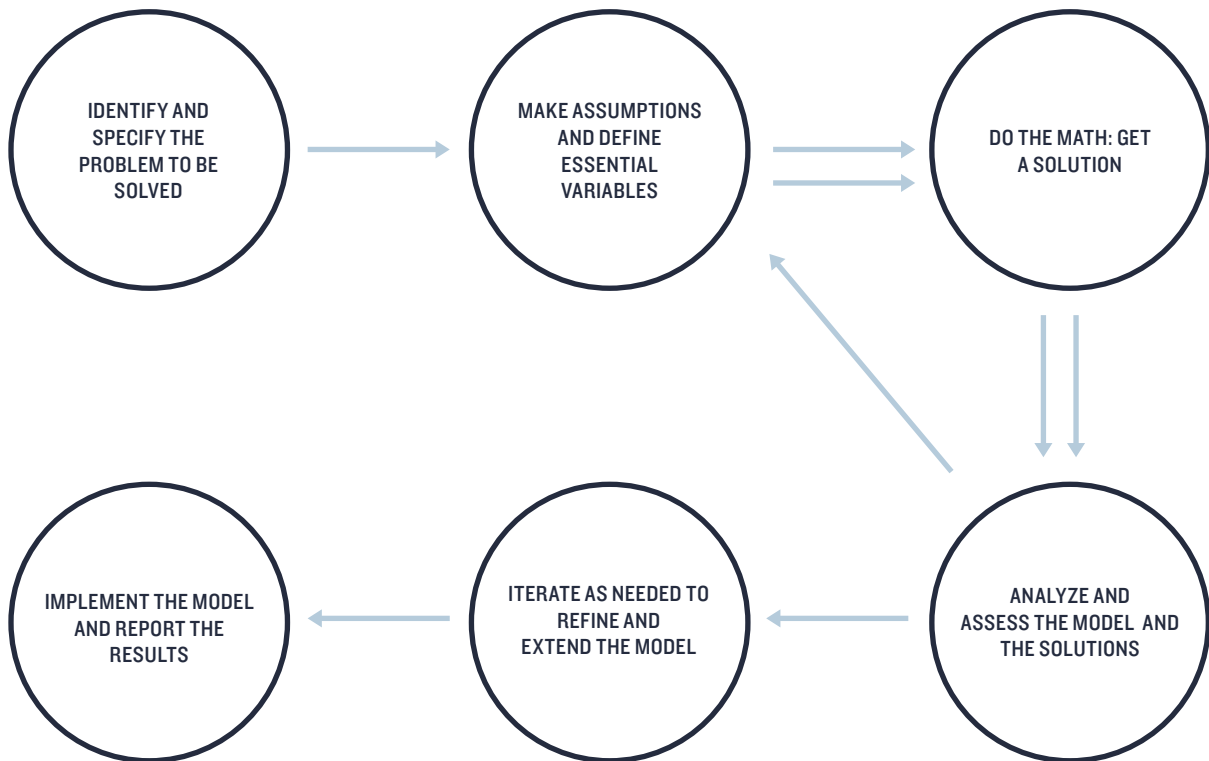 IDENTIFY AND
SPECIFY THE
PROBLEM TO BE
SOLVED
MAKE ASSUMPTIONS
AND DEFINE
ESSENTIAL
VARIABLES
DO THE MATH: GET
A SOLUTION
ANALYZE AND
ASSESS THE MODEL AND
THE SOLUTIONS
ITERATE AS NEEDED TO
REFINE AND
EXTEND THE MODEL
IMPLEMENT THE MODEL
AND REPORT THE
RESULTS